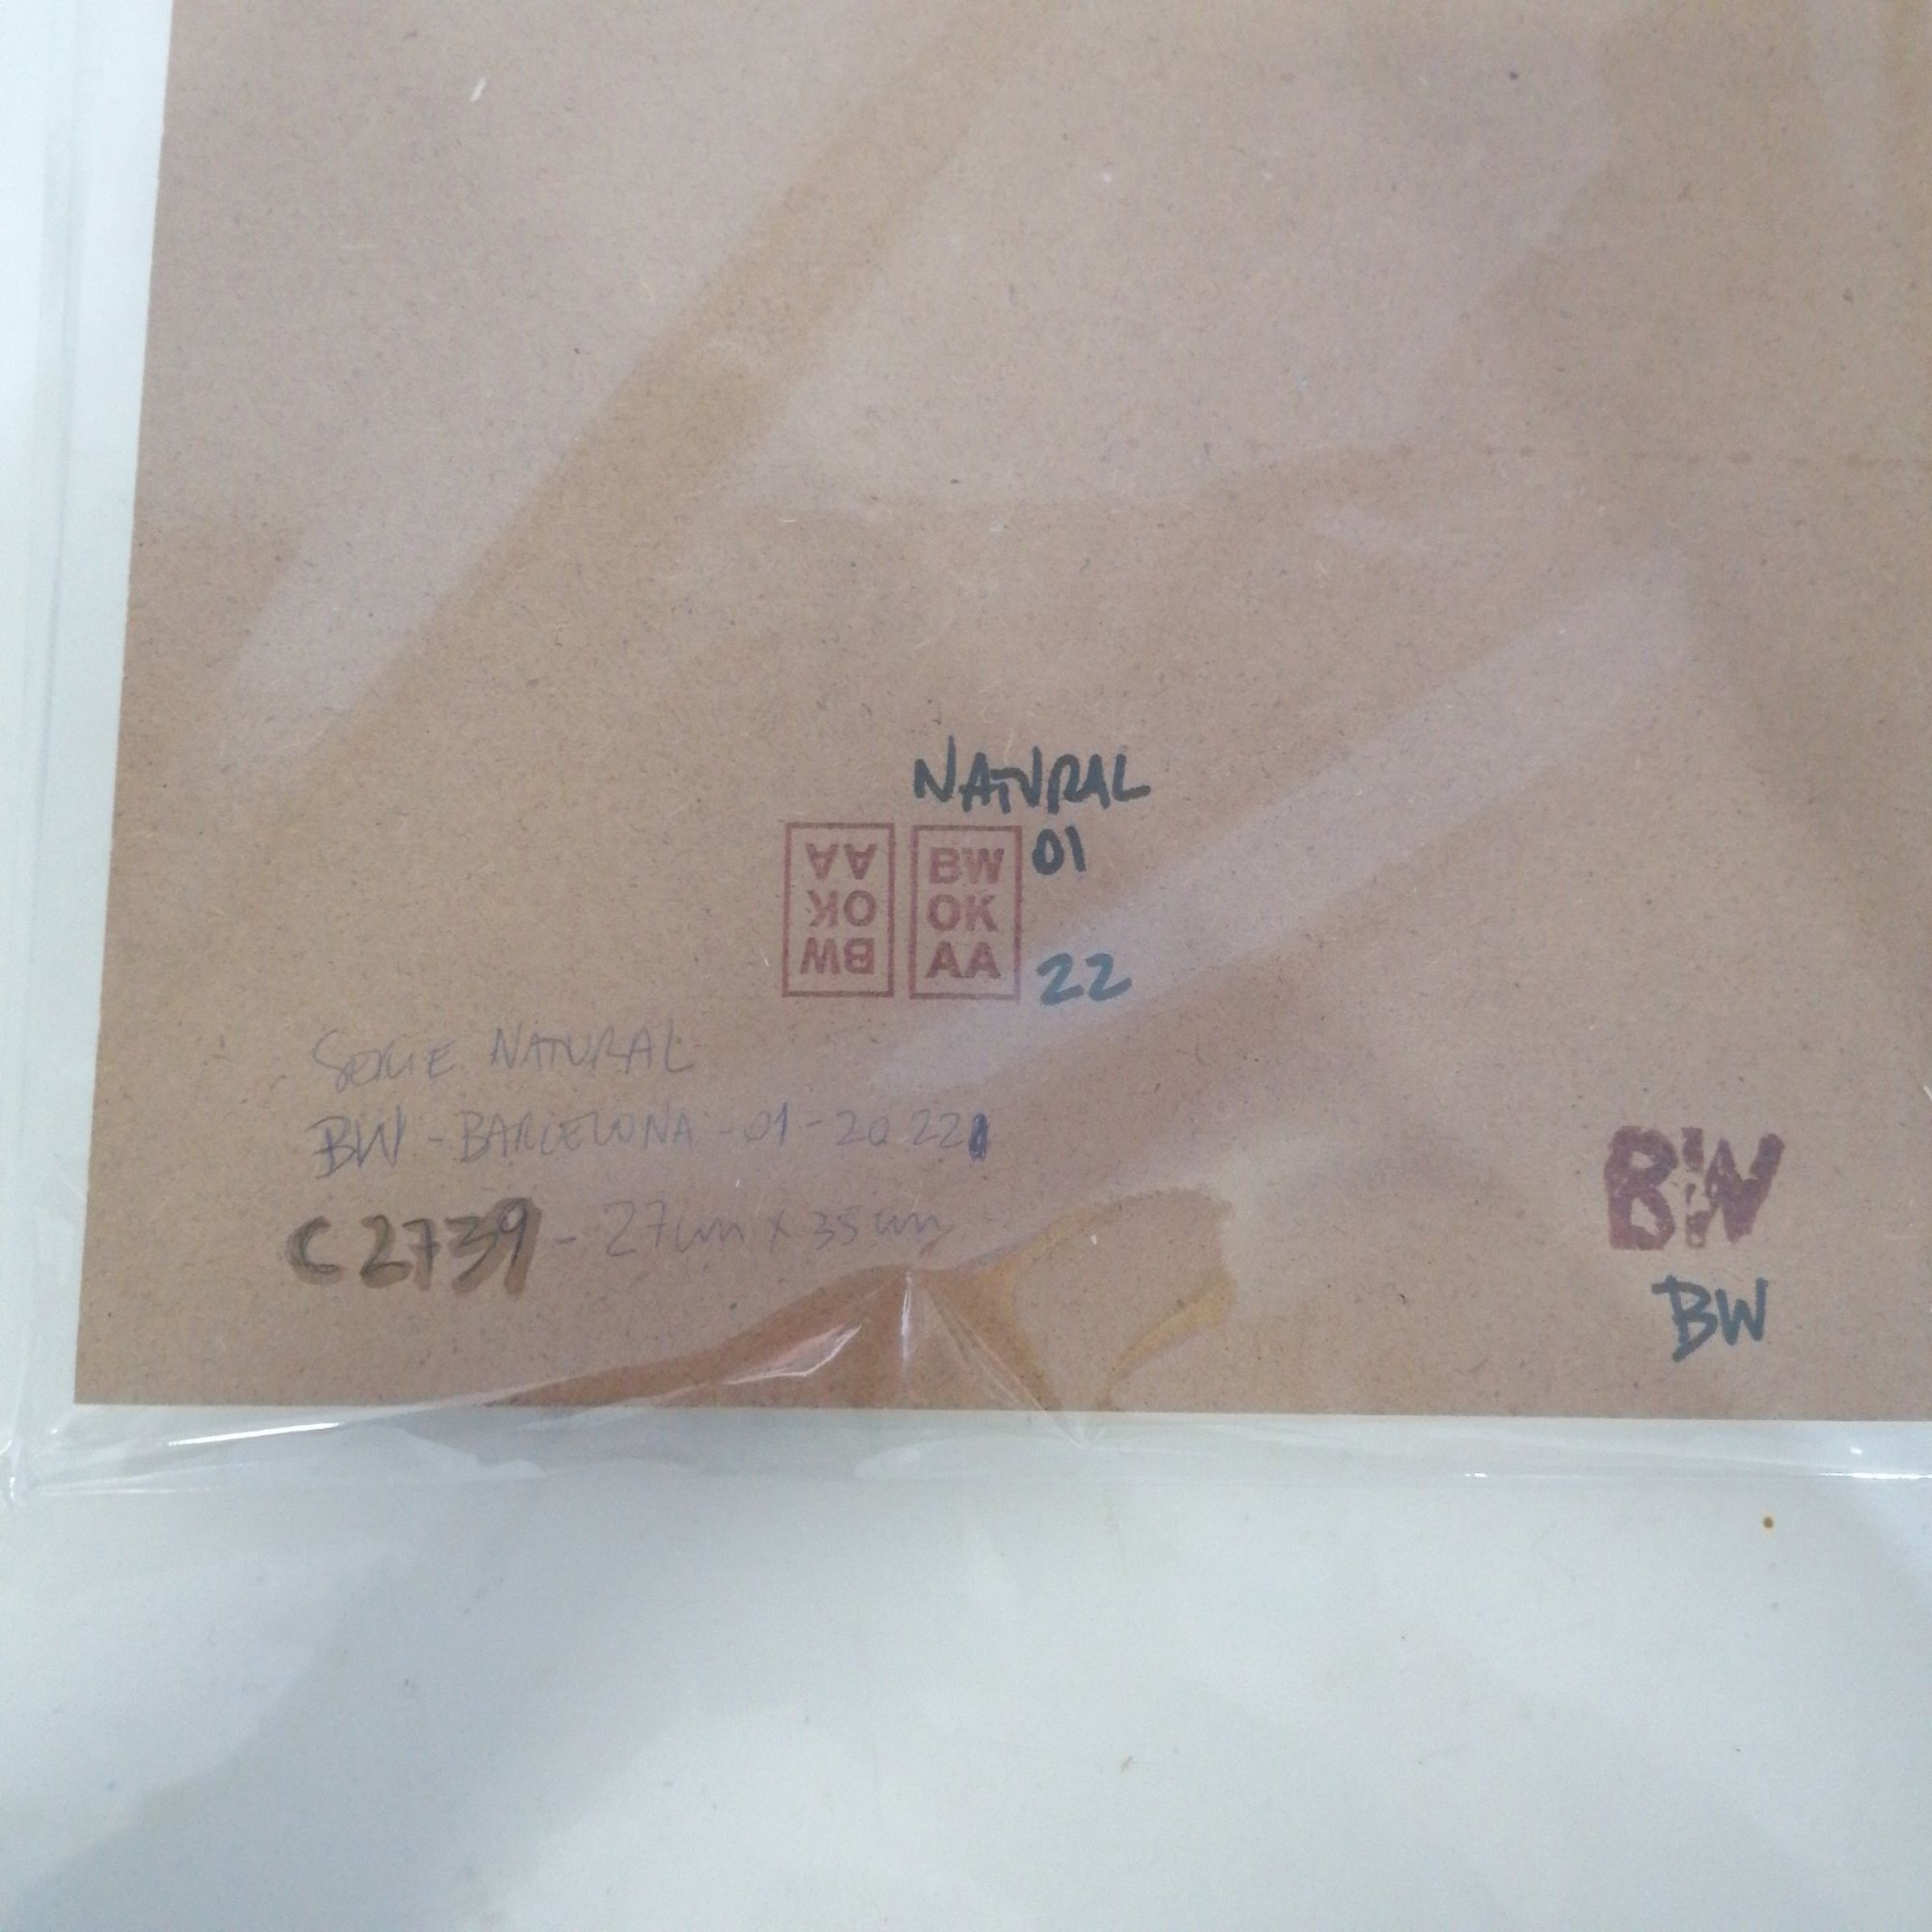 NATURAL
BW
OK
AA
BW
OK
AA
01
22
SERIE NATURAL
BW - BARCELONA - 01 - 2022
C2739 - 27cm x 35cm
BW
BW